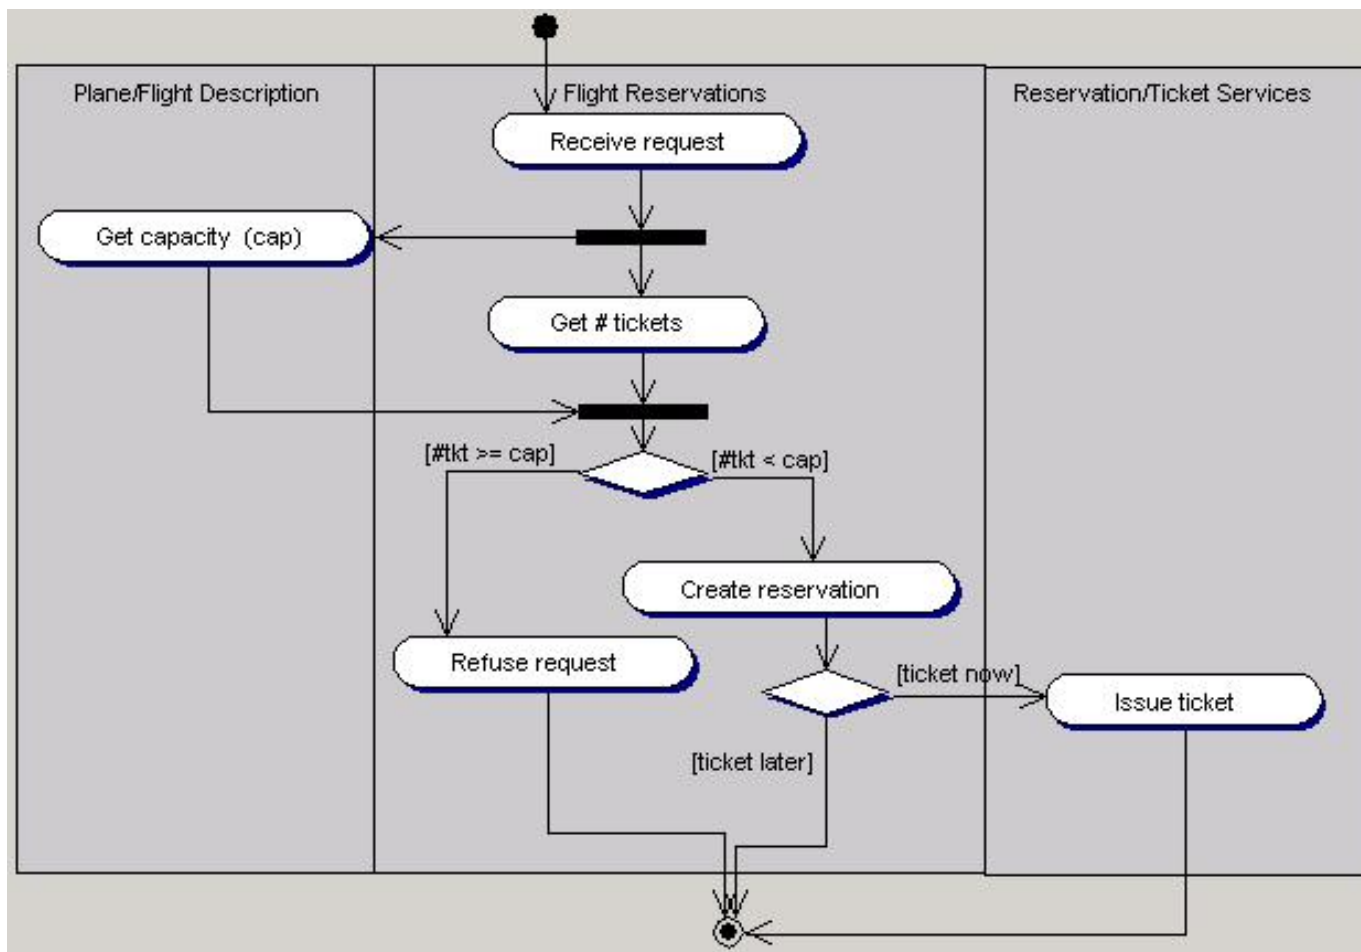 Plane/Flight Description
Flight Reservations
Reservation/Ticket Services
Receive request
Get capacity  (cap)
Get # tickets
[#tkt >= cap]
[#tkt < cap]
Create reservation
Refuse request
[ticket now]
Issue ticket
[ticket later]